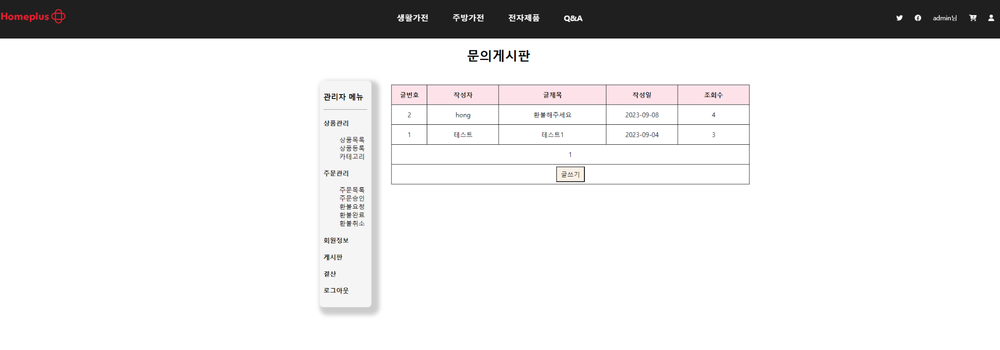 Homeplus 생활가전 주방가전 전자제품 Q&A admin님
문의게시판
관리자 메뉴
상품관리
상품목록
상품등록
카테고리
주문관리
주문목록
주문승인
환불요청
환불완료
환불취소
회원정보
게시판
결산
로그아웃
글번호 작성자 글제목 작성일 조회수
2 hong 환불해주세요 2023-09-08 4
1 테스트 테스트1 2023-09-04 3
1
글쓰기